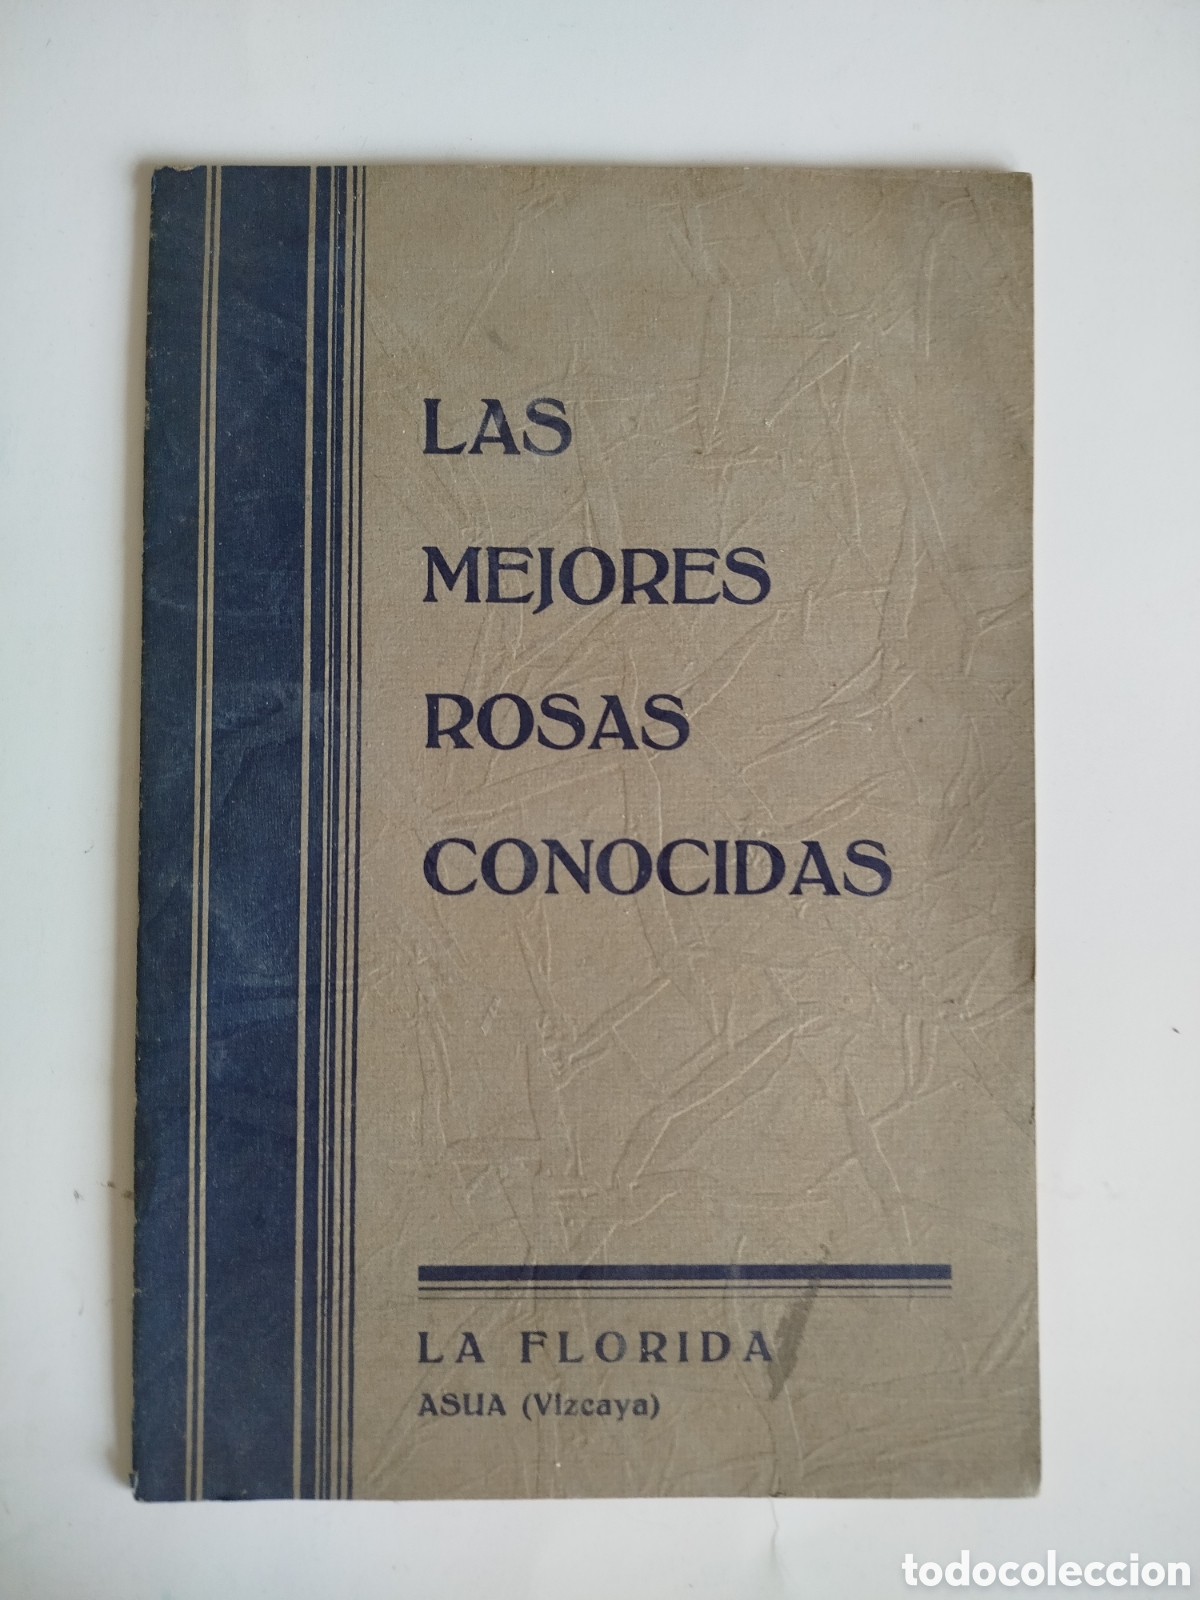 LAS
MEJORES
ROSAS
CONOCIDAS
LA FLORIDA
ASUA (Vizcaya)
todocoleccion